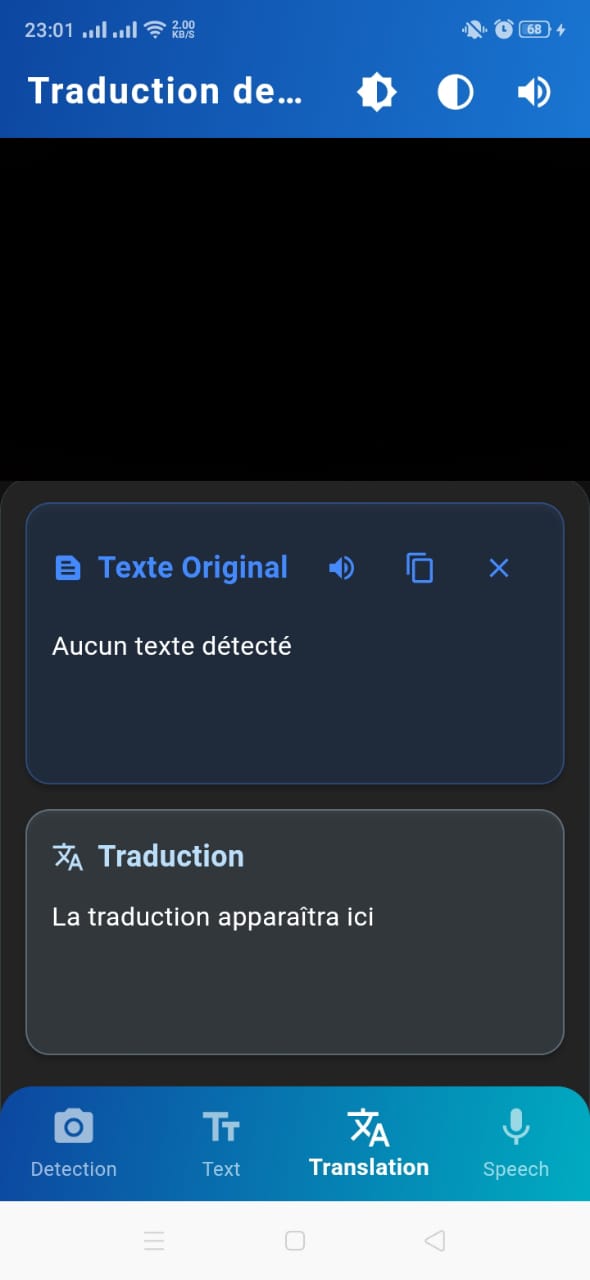 23:01 2.00 KB/S 68
Traduction de...
Texte Original
Aucun texte détecté
Traduction
La traduction apparaîtra ici
Detection Text Translation Speech